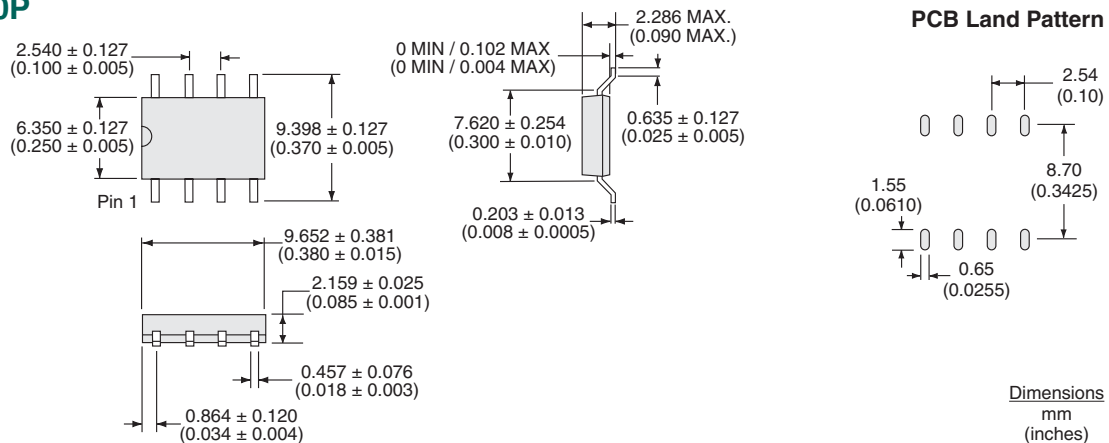 0P
2.540 ± 0.127
(0.100 ± 0.005)
6.350 ± 0.127
(0.250 ± 0.005)
9.398 ± 0.127
(0.370 ± 0.005)
Pin 1
9.652 ± 0.381
(0.380 ± 0.015)
2.159 ± 0.025
(0.085 ± 0.001)
0.457 ± 0.076
(0.018 ± 0.003)
0.864 ± 0.120
(0.034 ± 0.004)
2.286 MAX.
(0.090 MAX.)
0 MIN / 0.102 MAX
(0 MIN / 0.004 MAX)
7.620 ± 0.254
(0.300 ± 0.010)
0.635 ± 0.127
(0.025 ± 0.005)
0.203 ± 0.013
(0.008 ± 0.0005)
PCB Land Pattern
2.54
(0.10)
8.70
(0.3425)
1.55
(0.0610)
0.65
(0.0255)
Dimensions
mm
(inches)